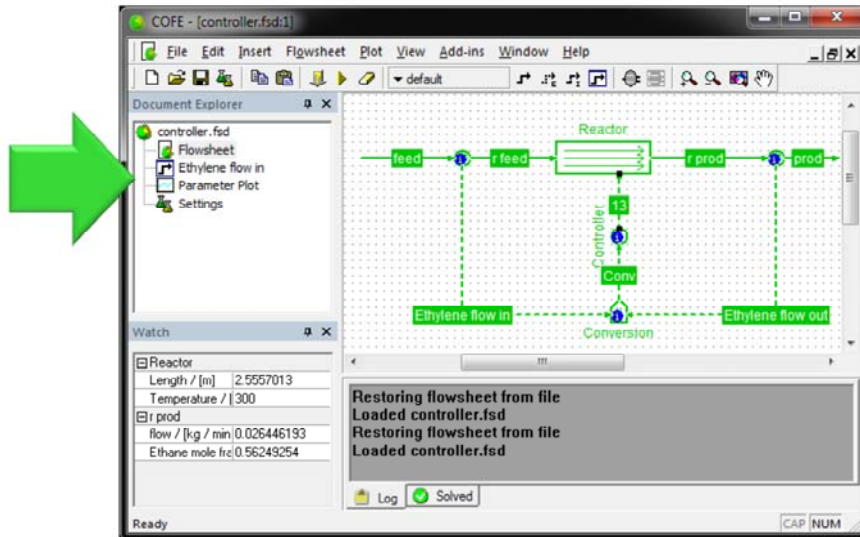 COFE - [controller.fsd:1]
File Edit Insert Flowsheet Plot View Add-ins Window Help
default
Document Explorer
controller.fsd
Flowsheet
Ethylene flow in
Parameter Plot
Settings
Reactor
feed
r feed
r prod
prod
13
Controller
Conv
Ethylene flow in
Ethylene flow out
Conversion
Watch
Reactor
Length / [m] 2.5557013
Temperature / [ 300
r prod
flow / [kg / min 0.026446193
Ethane mole fra 0.56249254
Restoring flowsheet from file
Loaded controller.fsd
Restoring flowsheet from file
Loaded controller.fsd
Log Solved
Ready CAP NUM